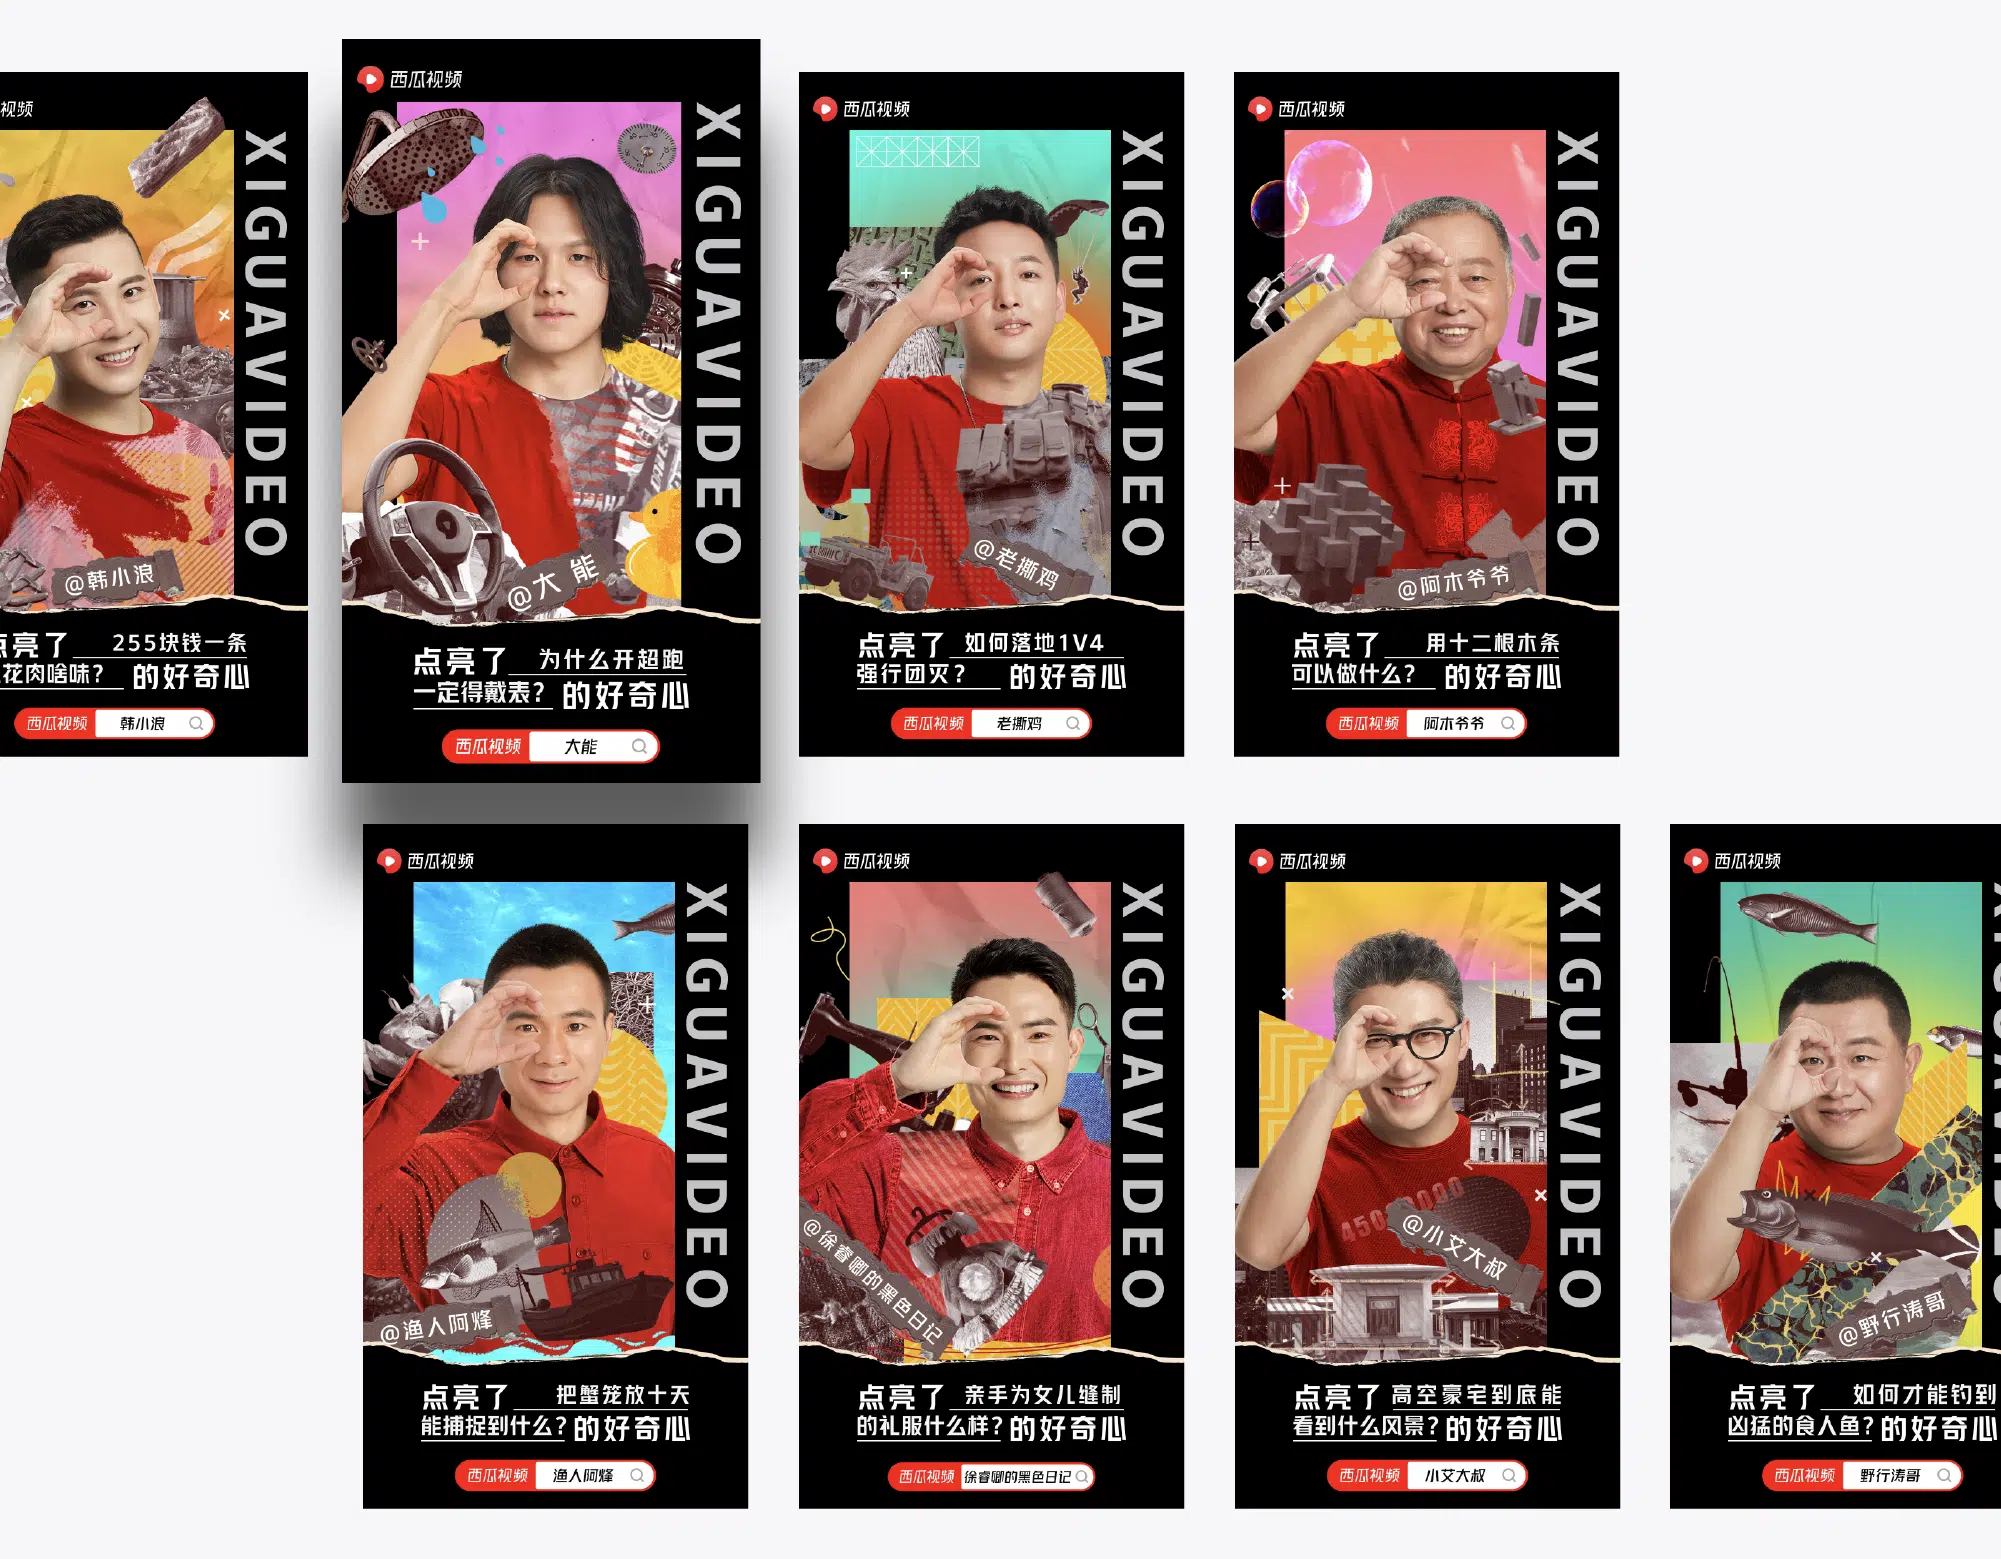 视频
XIGUAVIDEO
@韩小浪
点亮了 255块钱一条
花肉啥味? 的好奇心
西瓜视频 韩小浪
西瓜视频
XIGUAVIDEO
@大能
点亮了 为什么开超跑
一定得戴表? 的好奇心
西瓜视频 大能
西瓜视频
XIGUAVIDEO
@老撕鸡
点亮了 如何落地1V4
强行团灭? 的好奇心
西瓜视频 老撕鸡
西瓜视频
XIGUAVIDEO
@阿木爷爷
点亮了 用十二根木条
可以做什么? 的好奇心
西瓜视频 阿木爷爷
西瓜视频
XIGUAVIDEO
@渔人阿烽
点亮了 把蟹笼放十天
能捕捉到什么? 的好奇心
西瓜视频 渔人阿烽
西瓜视频
XIGUAVIDEO
@徐睿卿的黑色日记
点亮了 亲手为女儿缝制
的礼服什么样? 的好奇心
西瓜视频 徐睿卿的黑色日记
西瓜视频
XIGUAVIDEO
@小艾大叔
点亮了 高空豪宅到底能
看到什么风景? 的好奇心
西瓜视频 小艾大叔
西瓜视频
@野行涛哥
点亮了 如何才能钓到
凶猛的食人鱼? 的好奇心
西瓜视频 野行涛哥